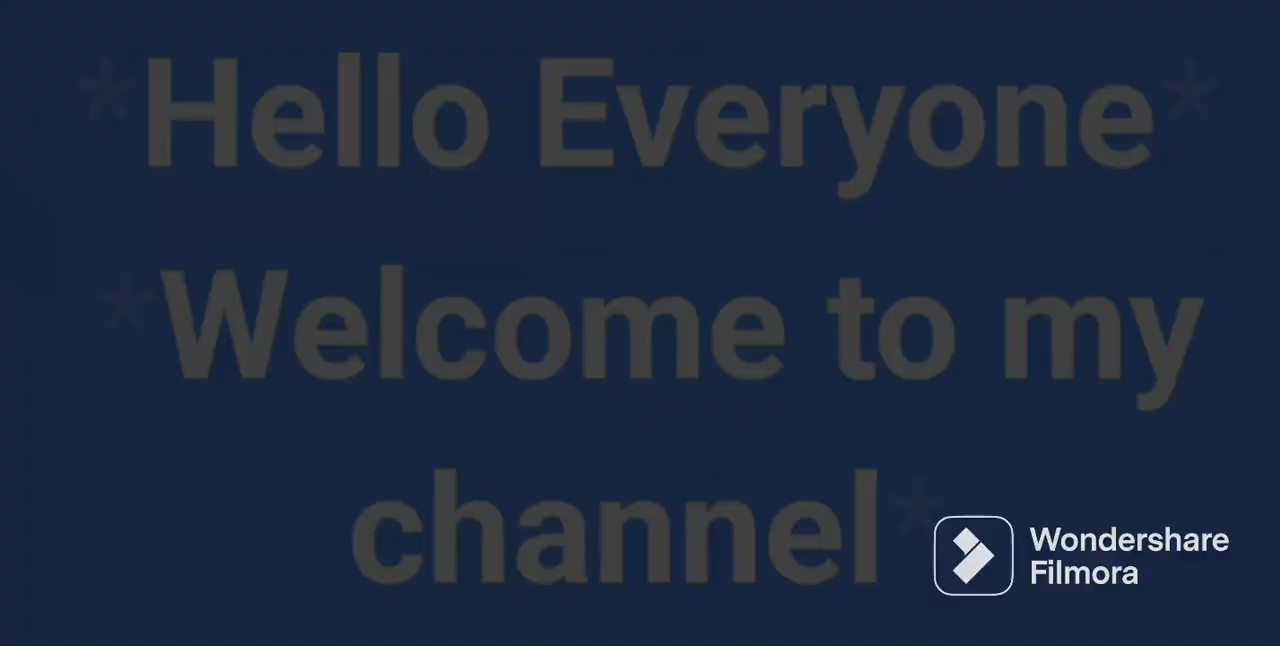 *Hello Everyone*
*Welcome to my
channel*
Wondershare
Filmora